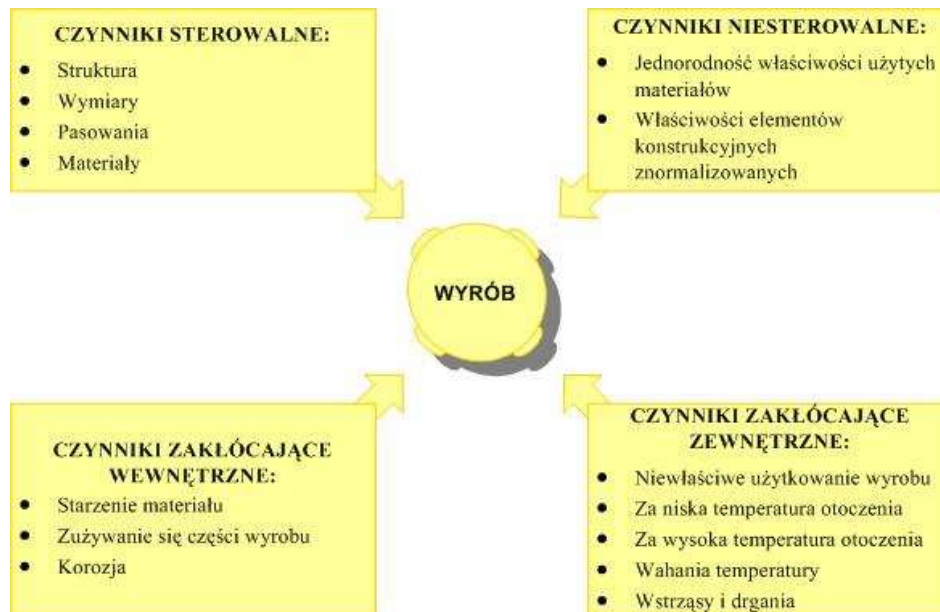 CZYNNIKI STEROWALNE:
• Struktura
• Wymiary
• Pasowania
• Materiały
CZYNNIKI NIESTEROWALNE:
• Jednorodność właściwości użytych
materiałów
• Właściwości elementów
konstrukcyjnych
znormalizowanych
WYRÓB
CZYNNIKI ZAKŁÓCAJĄCE
WEWNĘTRZNE:
• Starzenie materiału
• Zużywanie się części wyrobu
• Korozja
CZYNNIKI ZAKŁÓCAJĄCE
ZEWNĘTRZNE:
• Niewłaściwe użytkowanie wyrobu
• Za niska temperatura otoczenia
• Za wysoka temperatura otoczenia
• Wahania temperatury
• Wstrząsy i drgania